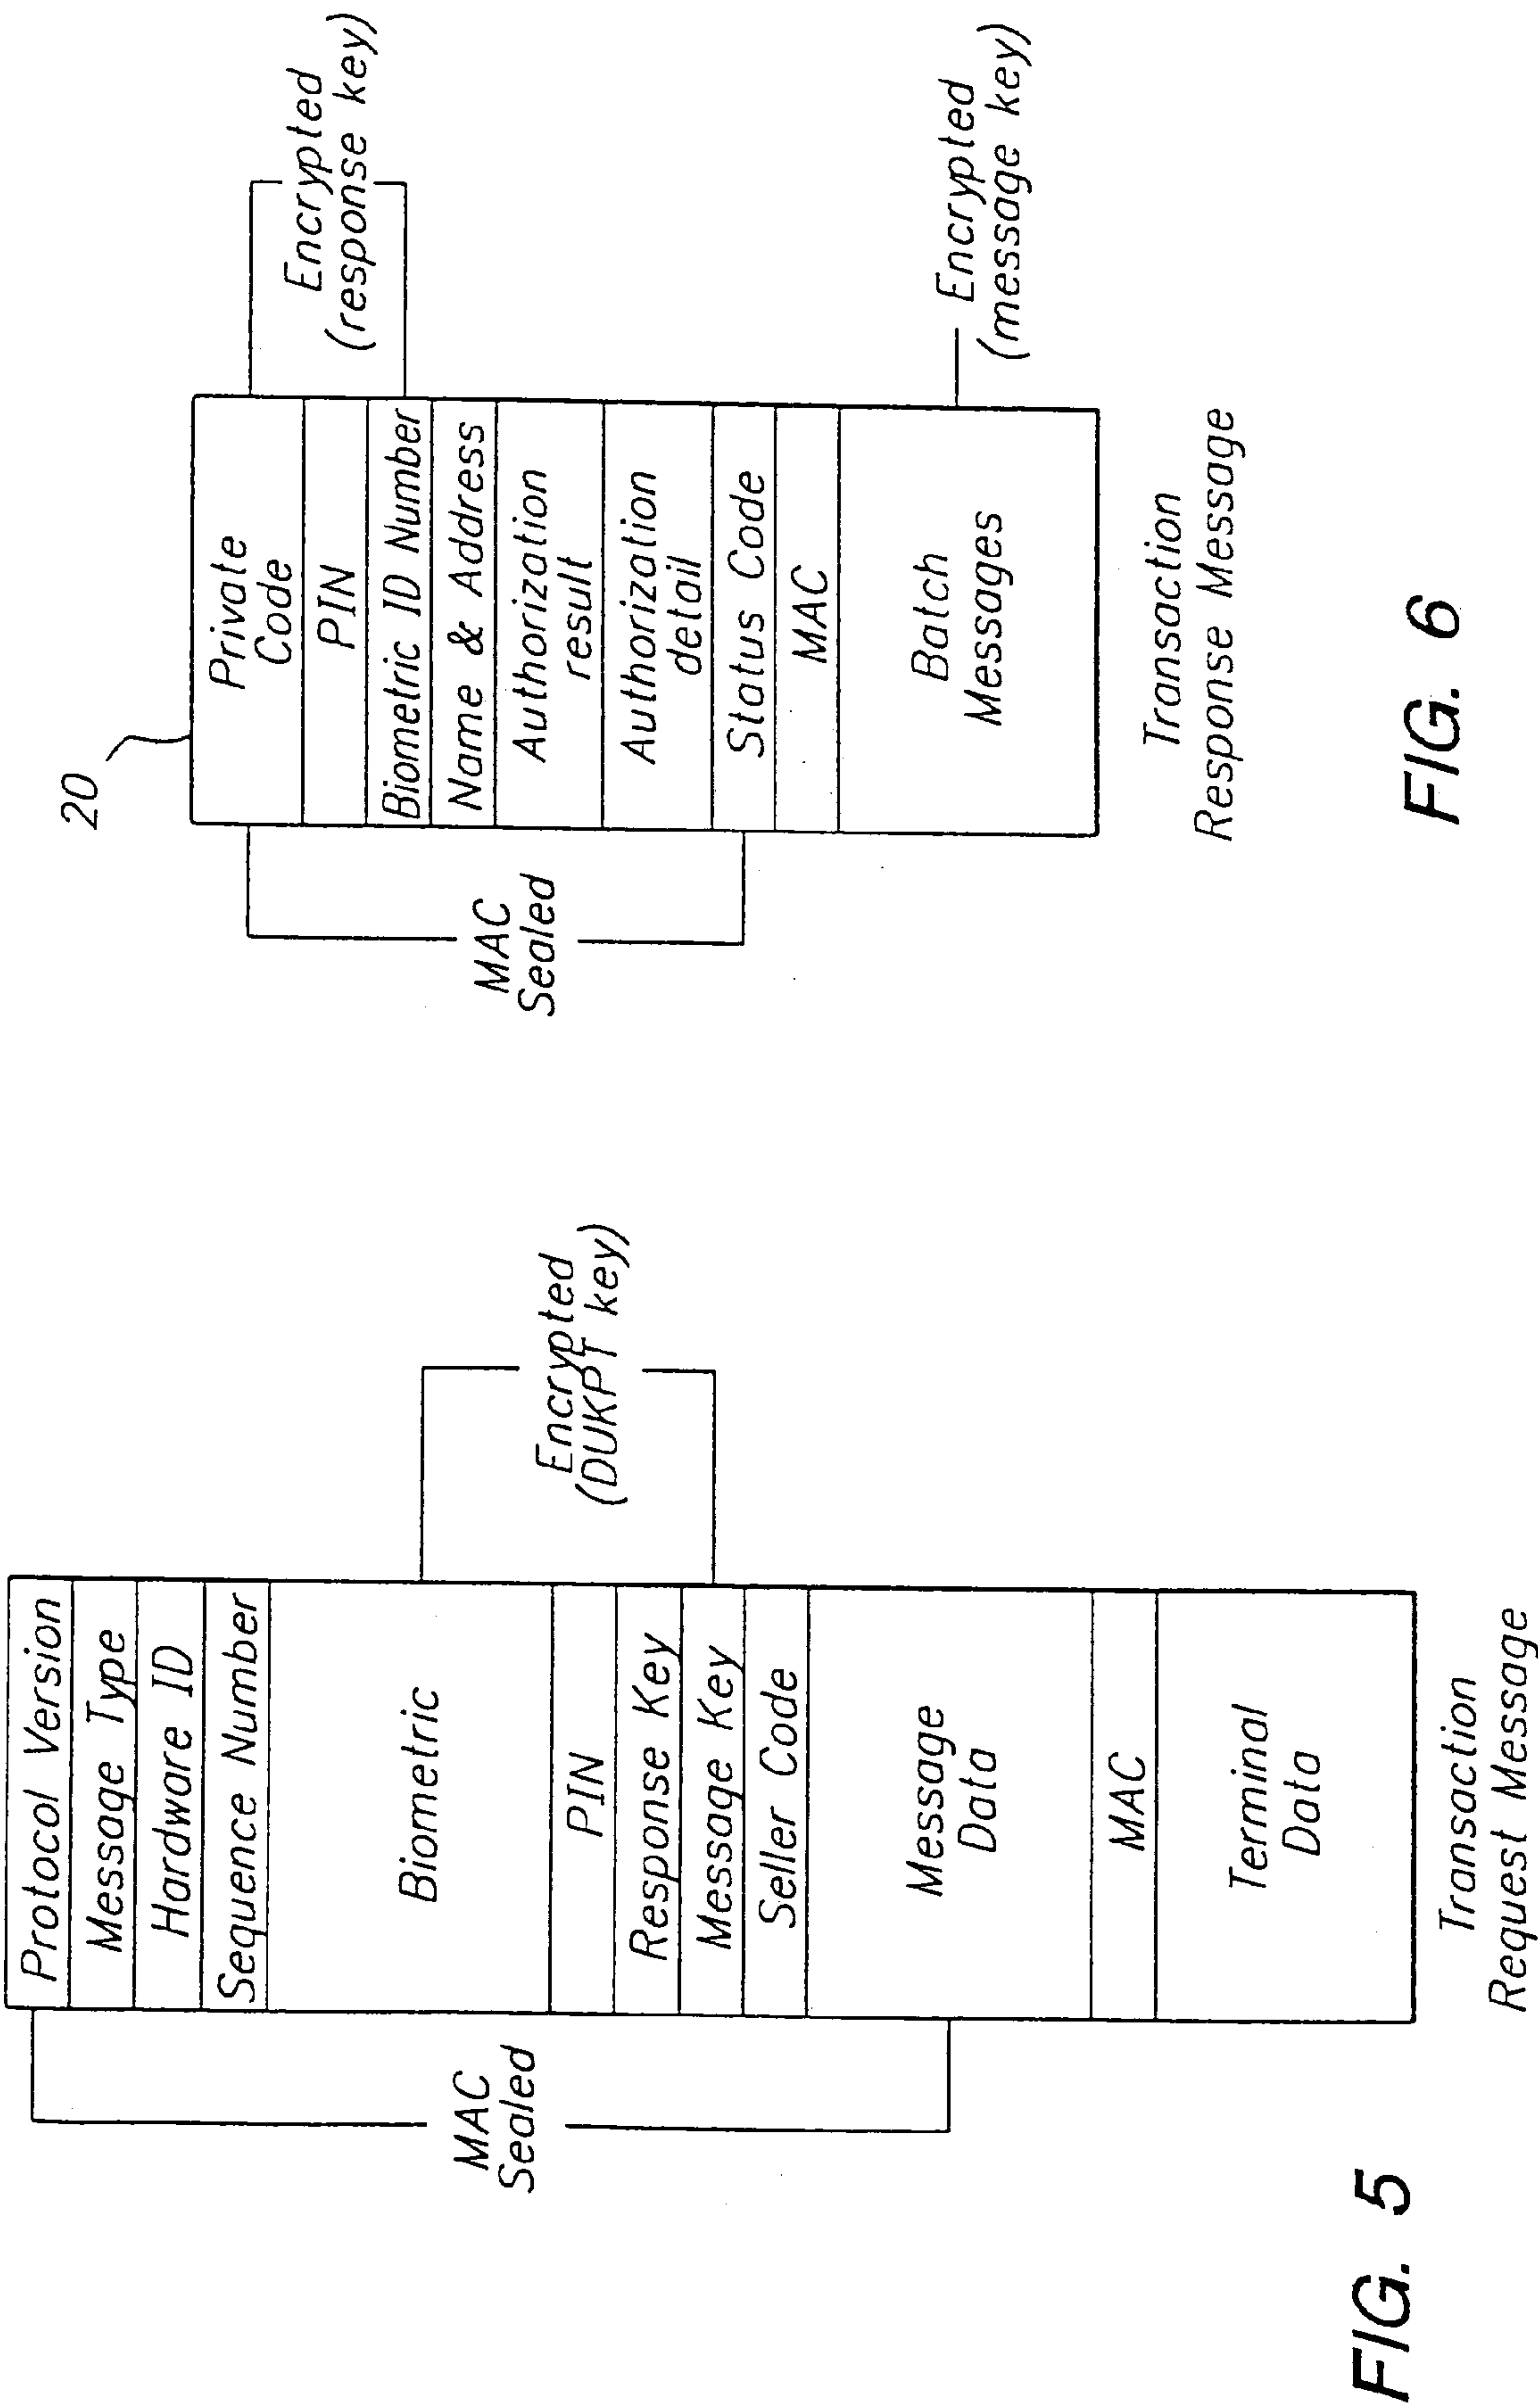 Protocol Version
Message Type
Hardware ID
Sequence Number
Biometric
PIN
Response Key
Message Key
Seller Code
Message
Data
MAC
Terminal
Data
MAC
Sealed
Encrypted
(DUKPT key)
Transaction
Request Message
FIG. 5
20
Private
Code
PIN
Biometric ID Number
Name & Address
Authorization
result
Authorization
detail
Status Code
MAC
Batch
Messages
MAC
Sealed
Encrypted
(response key)
Encrypted
(message key)
Transaction
Response Message
FIG. 6